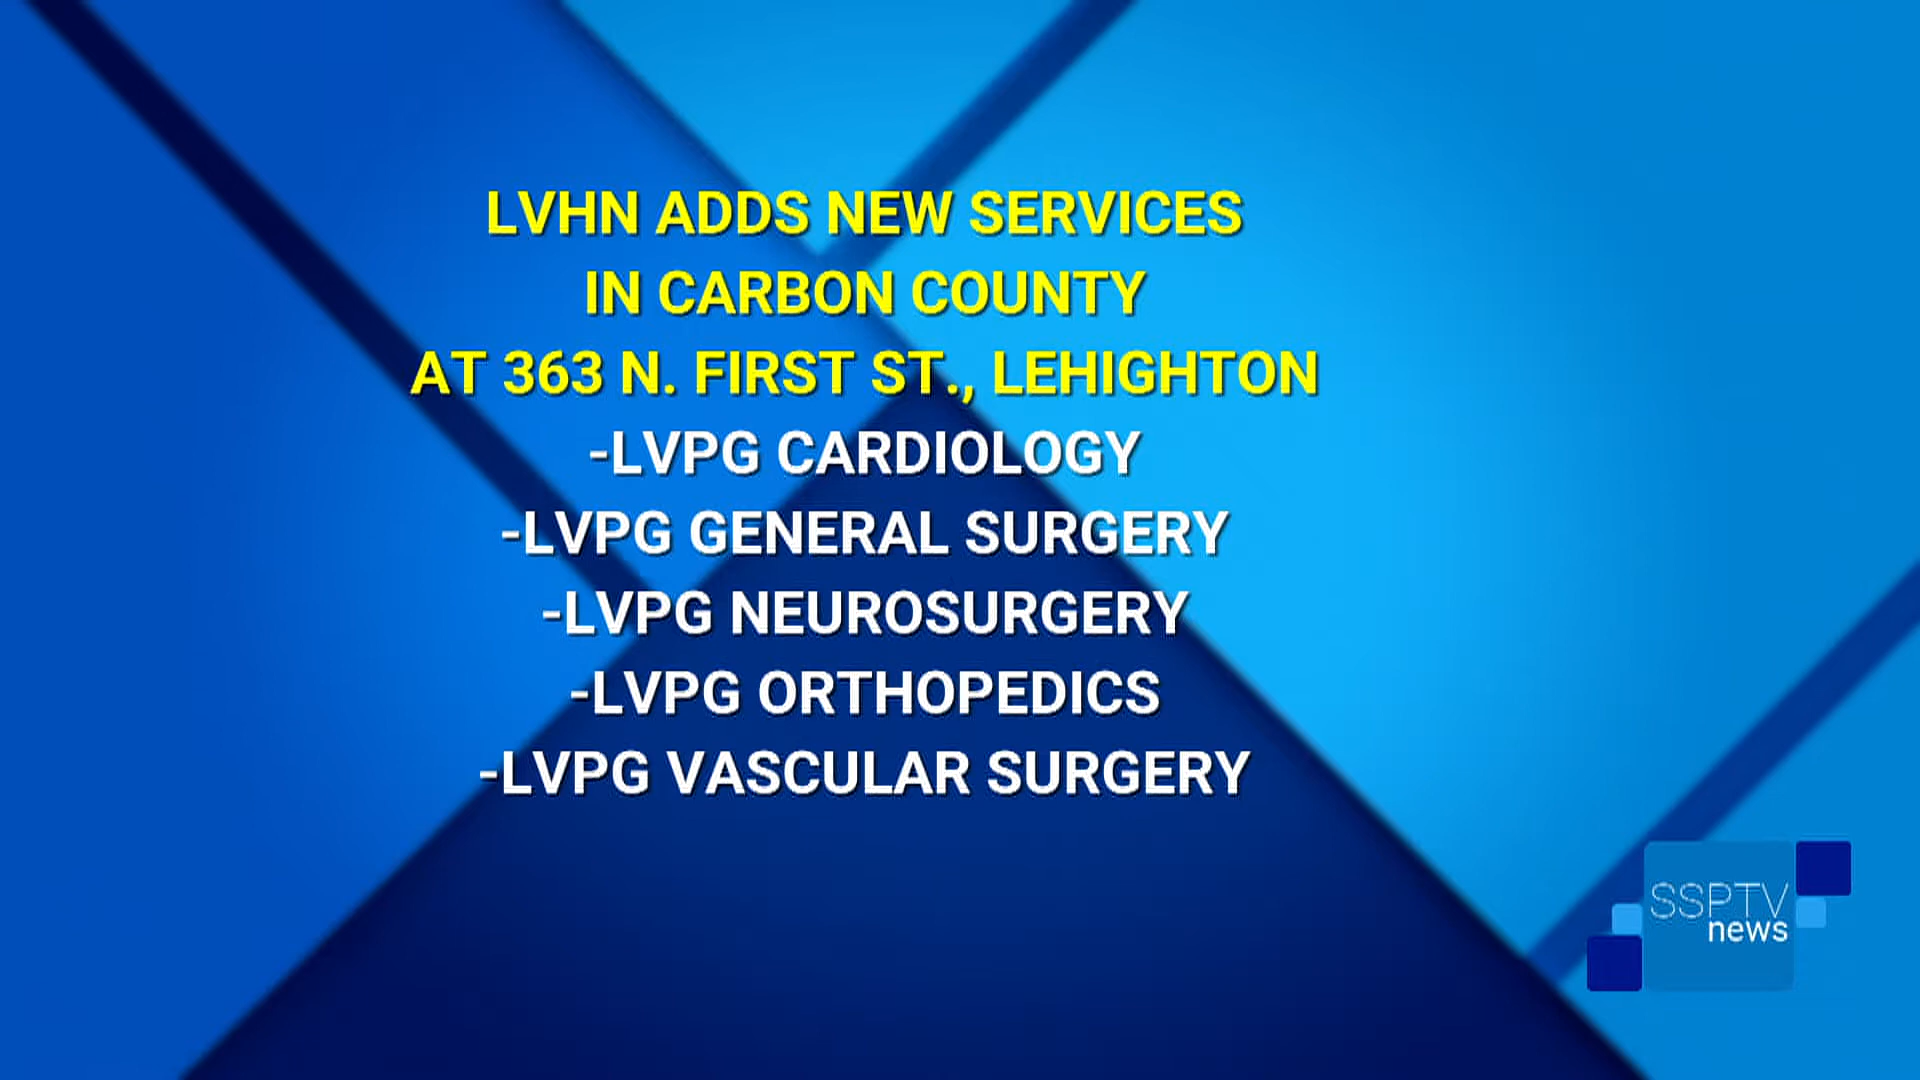 LVHN ADDS NEW SERVICES
IN CARBON COUNTY
AT 363 N. FIRST ST., LEHIGHTON
-LVPG CARDIOLOGY
-LVPG GENERAL SURGERY
-LVPG NEUROSURGERY
-LVPG ORTHOPEDICS
-LVPG VASCULAR SURGERY
SSPTV
news